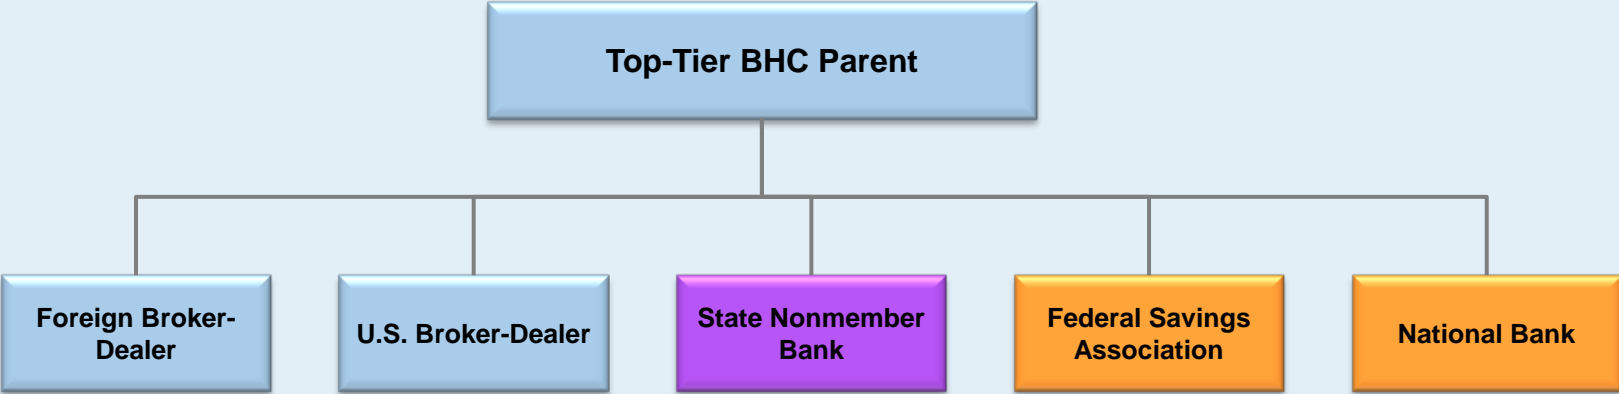 Top-Tier BHC Parent
Foreign Broker-
Dealer
U.S. Broker-Dealer
State Nonmember
Bank
Federal Savings
Association
National Bank